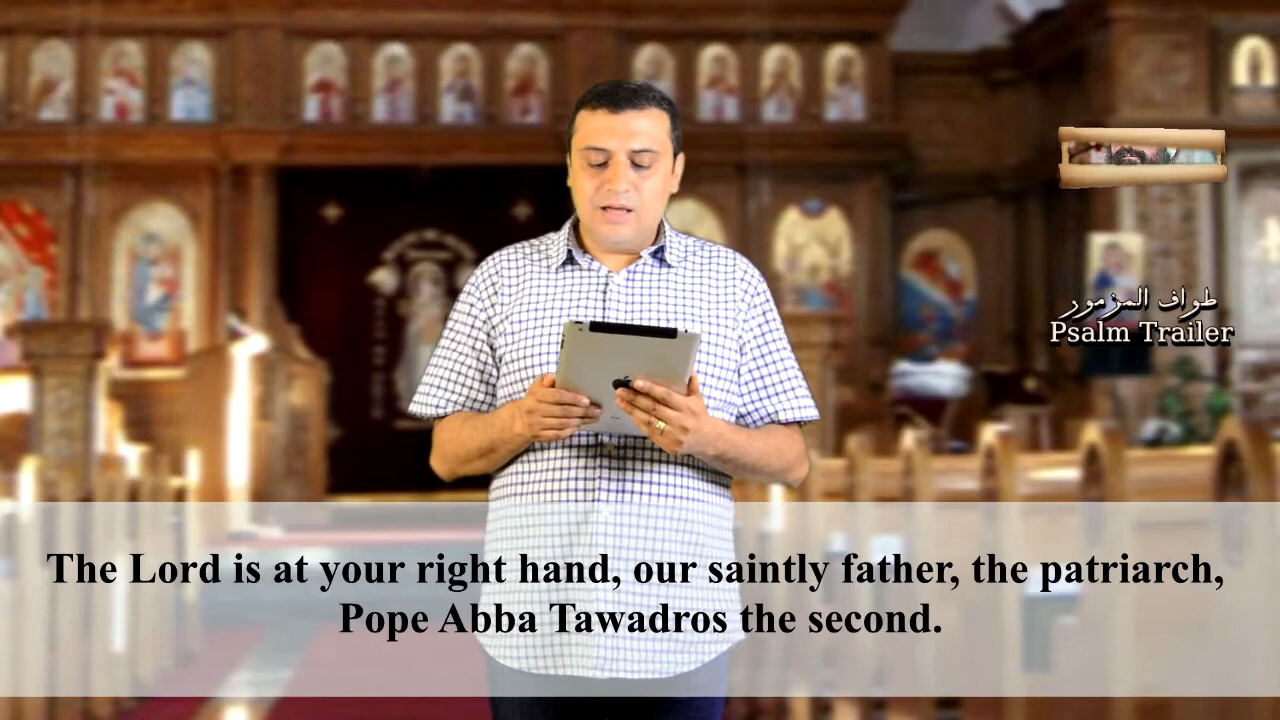 طواف المزمور
Psalm Trailer
The Lord is at your right hand, our saintly father, the patriarch,
Pope Abba Tawadros the second.